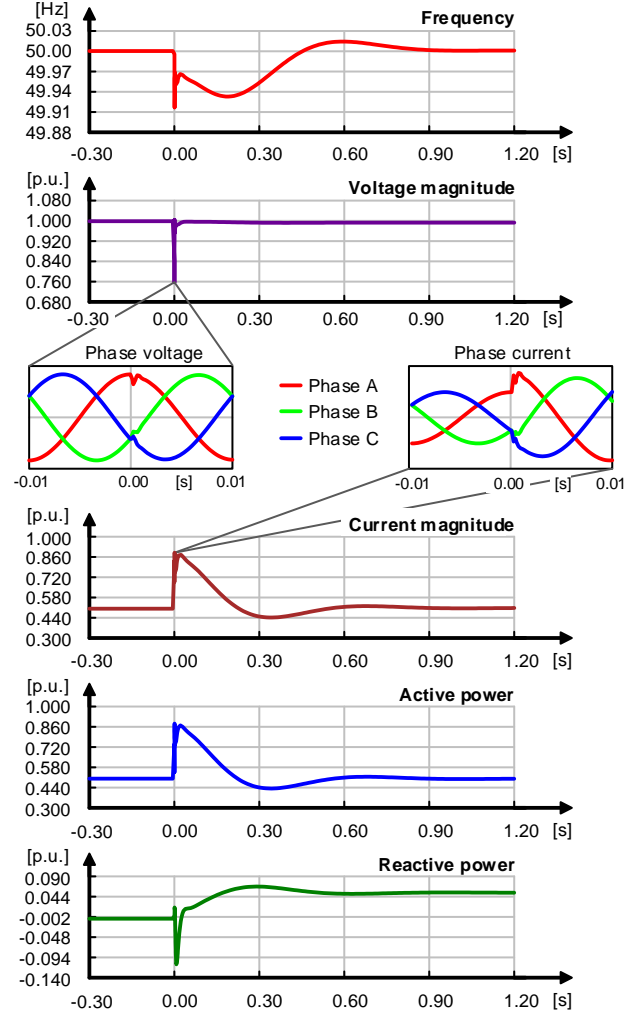 [Hz]
Frequency
50.03
50.00
49.97
49.94
49.91
49.88
-0.30 0.00 0.30 0.60 0.90 1.20 [s]
[p.u.]
Voltage magnitude
1.080
1.000
0.920
0.840
0.760
0.680
-0.30 0.00 0.30 0.60 0.90 1.20 [s]
Phase voltage
-0.01 0.00 [s] 0.01
Phase A
Phase B
Phase C
Phase current
-0.01 0.00 [s] 0.01
[p.u.]
Current magnitude
1.000
0.860
0.720
0.580
0.440
0.300
-0.30 0.00 0.30 0.60 0.90 1.20 [s]
[p.u.]
Active power
1.000
0.860
0.720
0.580
0.440
0.300
-0.30 0.00 0.30 0.60 0.90 1.20 [s]
[p.u.]
Reactive power
0.090
0.044
-0.002
-0.048
-0.094
-0.140
-0.30 0.00 0.30 0.60 0.90 1.20 [s]